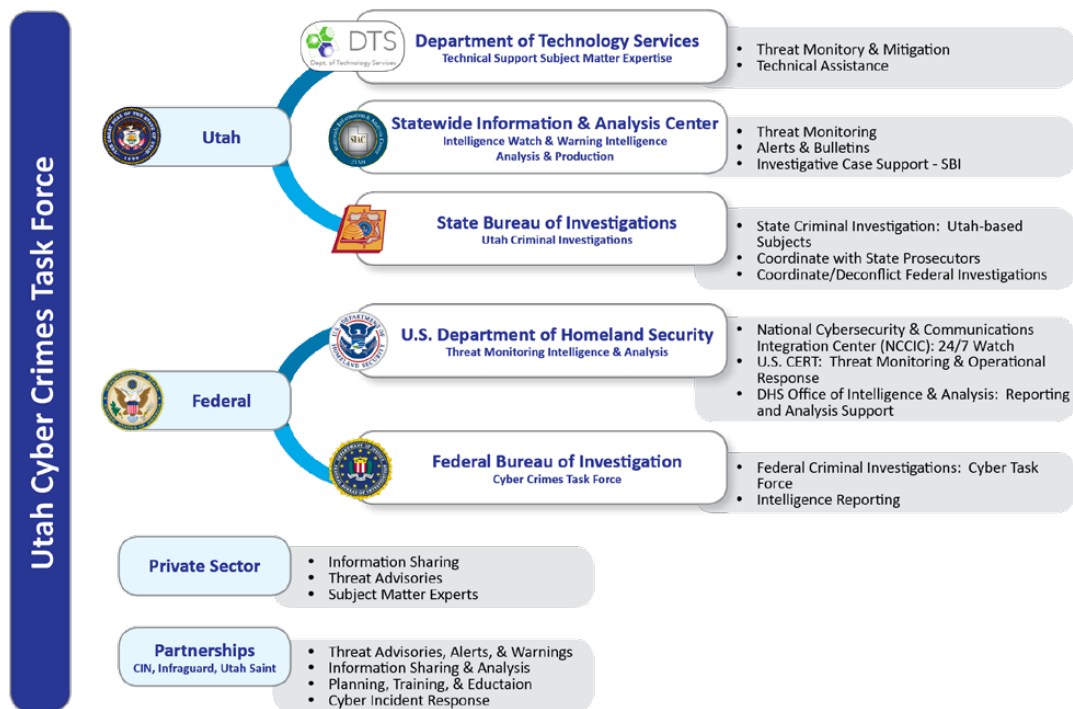 Utah Cyber Crimes Task Force
DTS
Dept. of Technology Services
Department of Technology Services
Technical Support Subject Matter Expertise
• Threat Monitory & Mitigation
• Technical Assistance
Utah
SIAC
Statewide Information & Analysis Center
Intelligence Watch & Warning Intelligence
Analysis & Production
• Threat Monitoring
• Alerts & Bulletins
• Investigative Case Support - SBI
State Bureau of Investigations
Utah Criminal Investigations
• State Criminal Investigation: Utah-based
Subjects
• Coordinate with State Prosecutors
• Coordinate/Deconflict Federal Investigations
Federal
U.S. DEPARTMENT OF
HOMELAND SECURITY
U.S. Department of Homeland Security
Threat Monitoring Intelligence & Analysis
• National Cybersecurity & Communications
Integration Center (NCCIC): 24/7 Watch
• U.S. CERT: Threat Monitoring & Operational
Response
• DHS Office of Intelligence & Analysis: Reporting
and Analysis Support
Federal Bureau of Investigation
Cyber Crimes Task Force
• Federal Criminal Investigations: Cyber Task
Force
• Intelligence Reporting
Private Sector
• Information Sharing
• Threat Advisories
• Subject Matter Experts
Partnerships
CIN, Infraguard, Utah Saint
• Threat Advisories, Alerts, & Warnings
• Information Sharing & Analysis
• Planning, Training, & Eductaion
• Cyber Incident Response